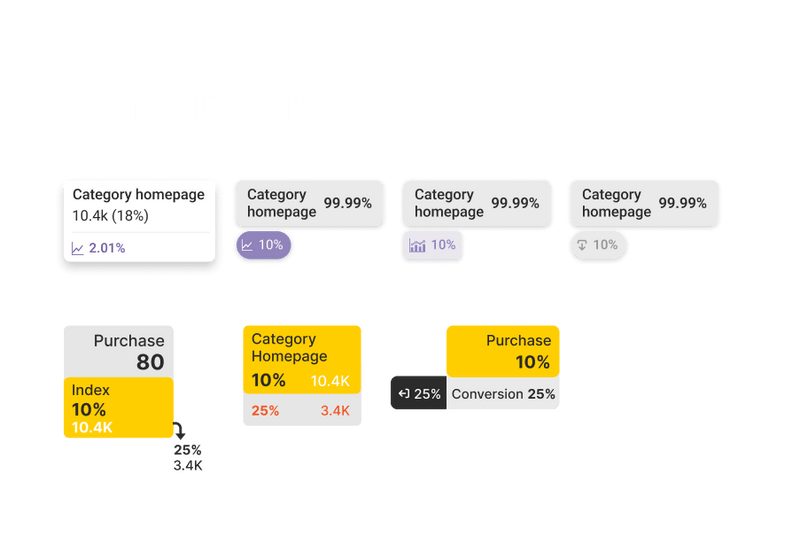 Category homepage
10.4k (18%)
2.01%
Category
homepage
99.99%
10%
Category
homepage
99.99%
10%
Category
homepage
99.99%
10%
Purchase
80
Index
10%
10.4K
25%
3.4K
Category
Homepage
10% 10.4K
25% 3.4K
Purchase
10%
25% Conversion 25%